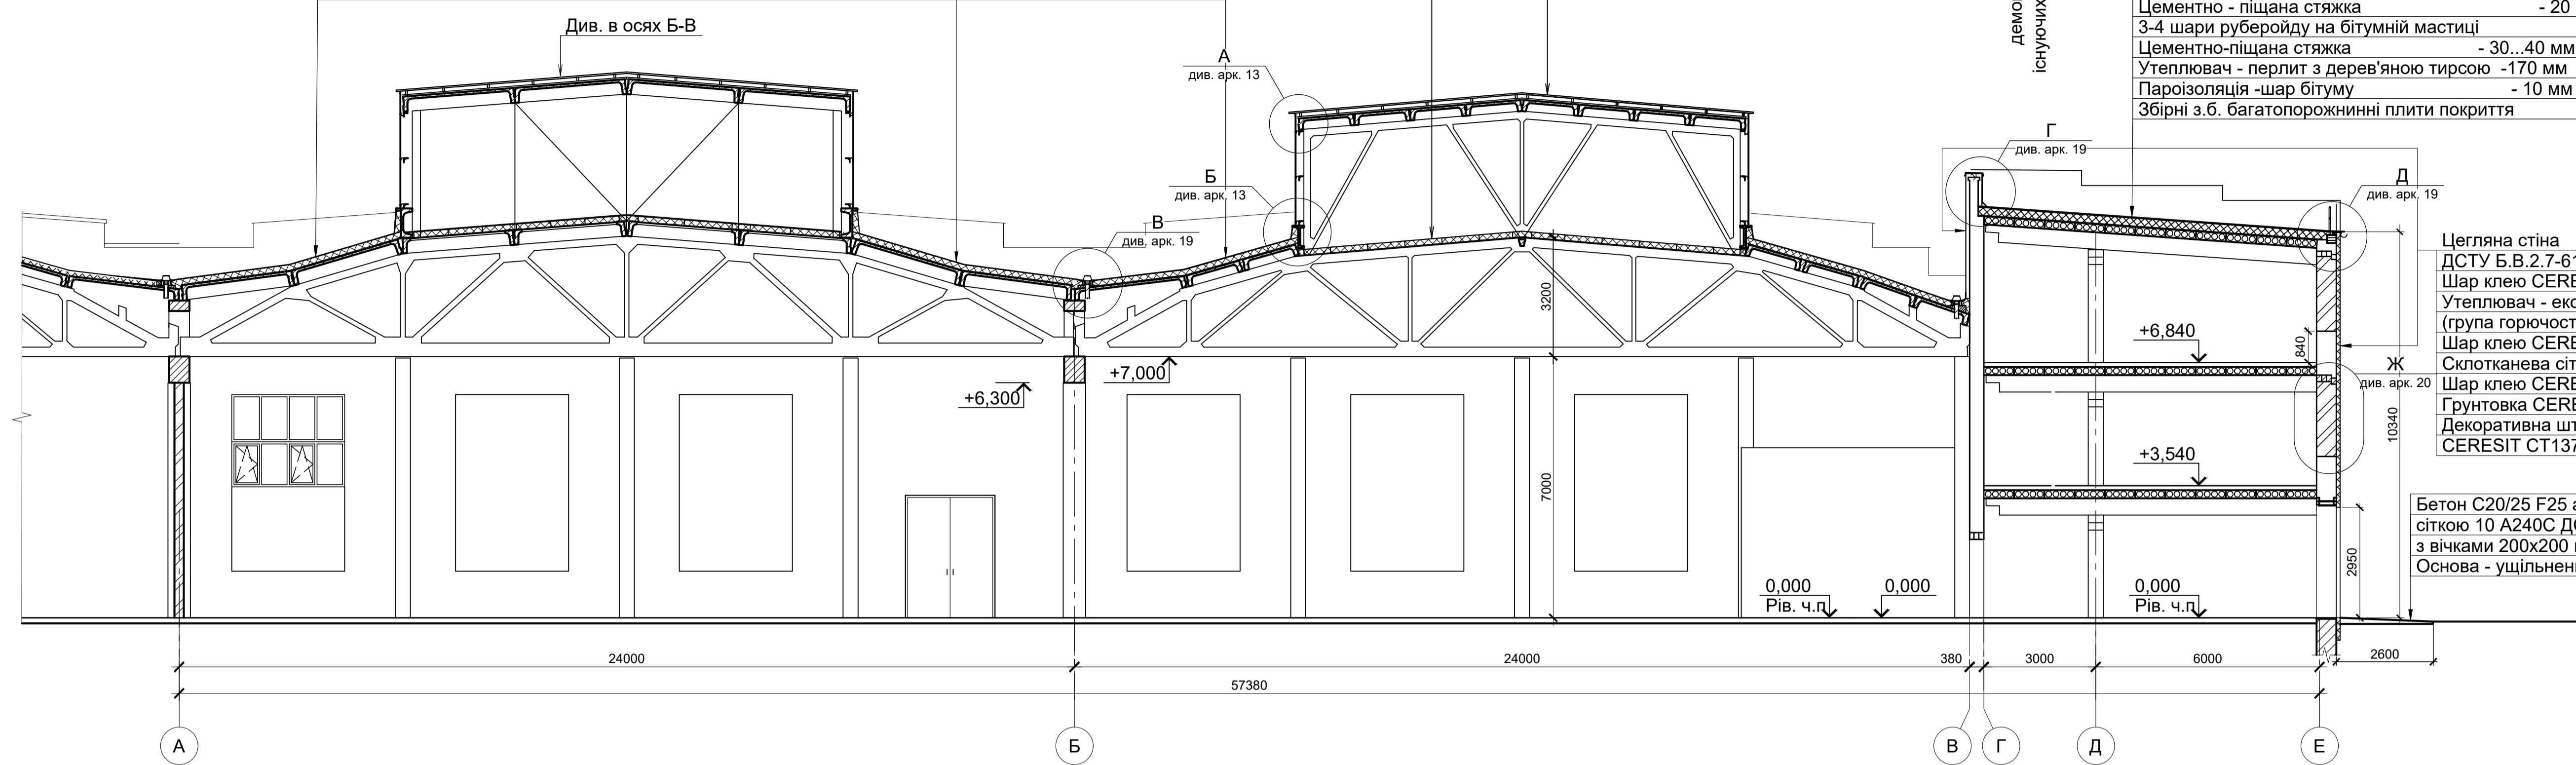 Див. в осях Б-В
А
див. арк. 13
Б
див. арк. 13
В
див. арк. 19
існуючих
Цементно - піщана стяжка - 20
3-4 шари руберойду на бітумній мастиці
Цементно-піщана стяжка - 30...40 мм
Утеплювач - перлит з дерев'яною тирсою -170 мм
Пароізоляція -шар бітуму - 10 мм
Збірні з.б. багатопорожнинні плити покриття
Г
див. арк. 19
Д
див. арк. 19
Цегляна стіна
ДСТУ Б.В.2.7-61
Шар клею CERE
Утеплювач - екс
(група горючост
Шар клею CERE
Склотканева сіт
Шар клею CERE
Грунтовка CERE
Декоративна шт
CERESIT CT137
Ж
див. арк. 20
Бетон С20/25 F25 а
сіткою 10 А240С
з вічками 200х200
Основа - ущільнен
+6,300
+7,000
3200
7000
+6,840
840
+3,540
10340
2950
0,000
Рів. ч.п
0,000
0,000
Рів. ч.п
24000
24000
380
3000
6000
2600
57380
А
Б
В
Г
Д
Е